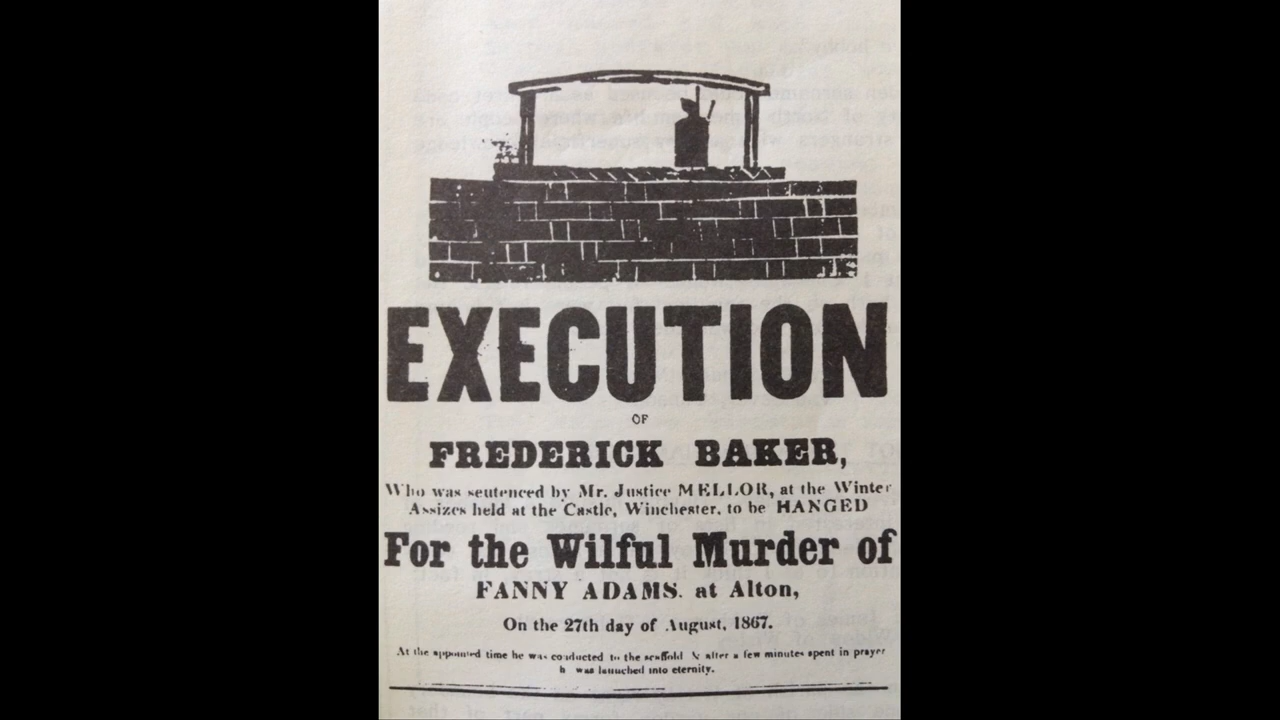 EXECUTION
OF
FREDERICK BAKER,
Who was sentenced by Mr. Justice MELLOR, at the Winter
Assizes held at the Castle, Winchester, to be HANGED
For the Wilful Murder of
FANNY ADAMS. at Alton,
On the 27th day of August, 1867.
At the appointed time he was conducted to the scaffold & after a few minutes spent in prayer
h was launched into eternity.